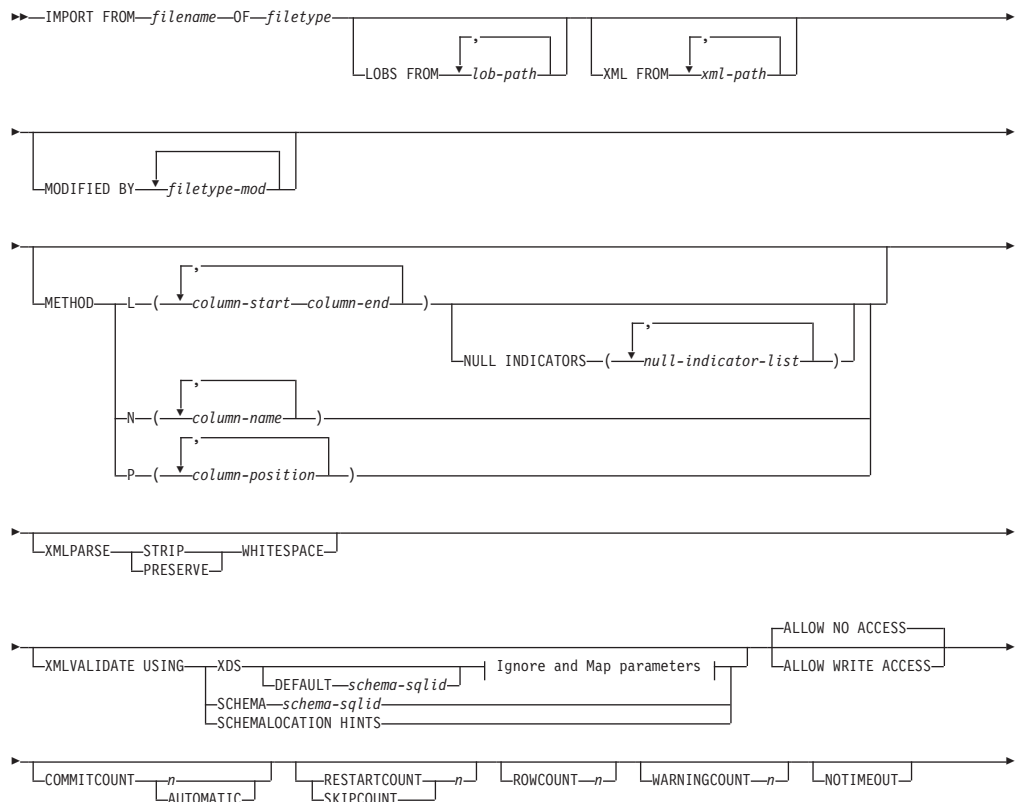 IMPORT FROM filename OF filetype
,
LOBS FROM lob-path
,
XML FROM xml-path
MODIFIED BY filetype-mod
,
METHOD L ( column-start column-end )
,
NULL INDICATORS ( null-indicator-list )
,
N ( column-name )
,
P ( column-position )
XMLPARSE STRIP WHITESPACE
PRESERVE
ALLOW NO ACCESS
XMLVALIDATE USING XDS Ignore and Map parameters ALLOW WRITE ACCESS
DEFAULT schema-sqlid
SCHEMA schema-sqlid
SCHEMALOCATION HINTS
COMMITCOUNT n RESTARTCOUNT n ROWCOUNT n WARNINGCOUNT n NOTIMEOUT
AUTOMATIC SKIPCOUNT